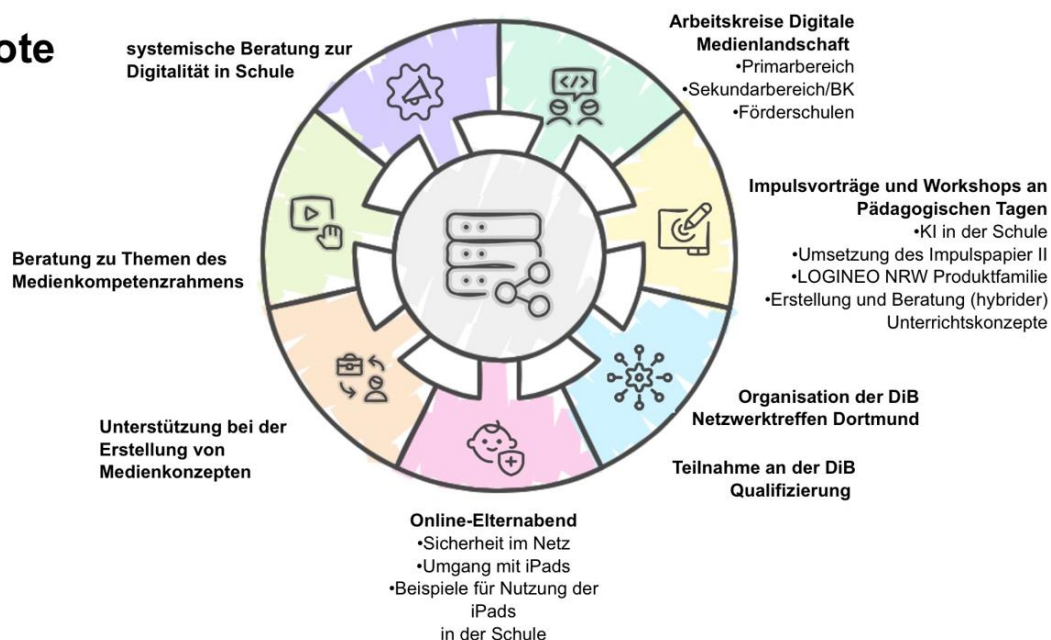 ote
systemische Beratung zur
Digitalität in Schule
Arbeitskreise Digitale
Medienlandschaft
•Primarbereich
•Sekundarbereich/BK
•Förderschulen
Impulsvorträge und Workshops an
Pädagogischen Tagen
•KI in der Schule
•Umsetzung des Impulspapier II
•LOGINEO NRW Produktfamilie
•Erstellung und Beratung (hybrider)
Unterrichtskonzepte
Beratung zu Themen des
Medienkompetenzrahmens
Organisation der DiB
Netzwerktreffen Dortmund
Teilnahme an der DiB
Qualifizierung
Unterstützung bei der
Erstellung von
Medienkonzepten
Online-Elternabend
•Sicherheit im Netz
•Umgang mit iPads
•Beispiele für Nutzung der
iPads
in der Schule